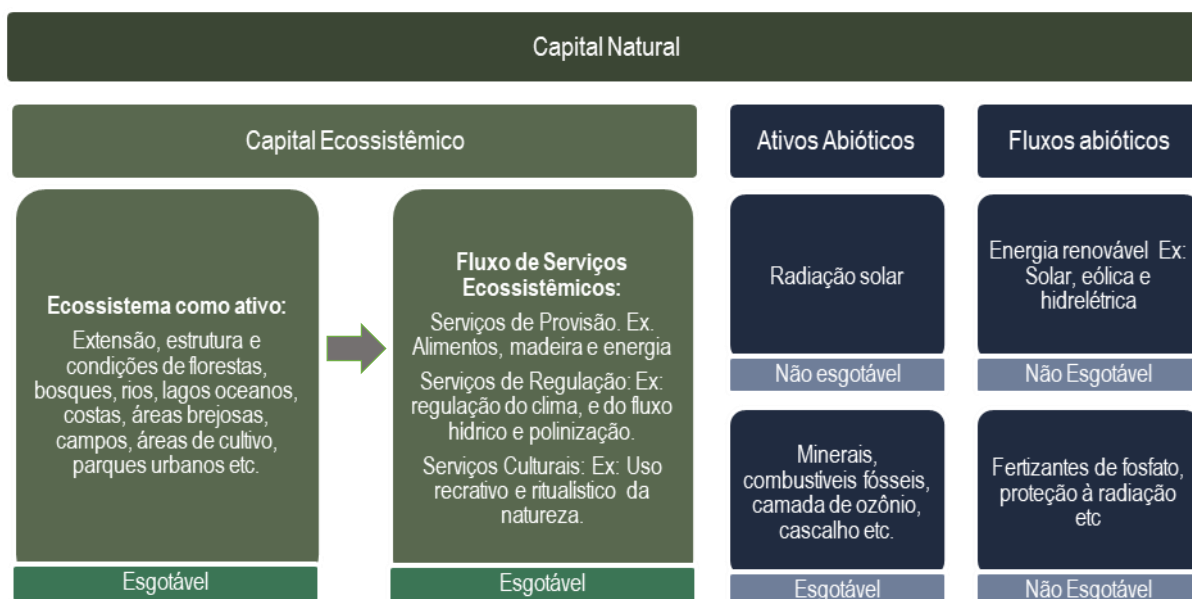 Capital Natural
Capital Ecossistêmico
Ecossistema como ativo:
Extensão, estrutura e
condições de florestas,
bosques, rios, lagos oceanos,
costas, áreas brejosas,
campos, áreas de cultivo,
parques urbanos etc.
Esgotável
Fluxo de Serviços
Ecossistêmicos:
Serviços de Provisão. Ex.
Alimentos, madeira e energia
Serviços de Regulação: Ex:
regulação do clima, e do fluxo
hídrico e polinização.
Serviços Culturais: Ex: Uso
recrativo e ritualístico da
natureza.
Esgotável
Ativos Abióticos
Radiação solar
Não esgotável
Minerais,
combustíveis fósseis,
camada de ozônio,
cascalho etc.
Esgotável
Fluxos abióticos
Energia renovável Ex:
Solar, eólica e
hidrelétrica
Não Esgotável
Fertizantes de fosfato,
proteção à radiação
etc
Não Esgotável